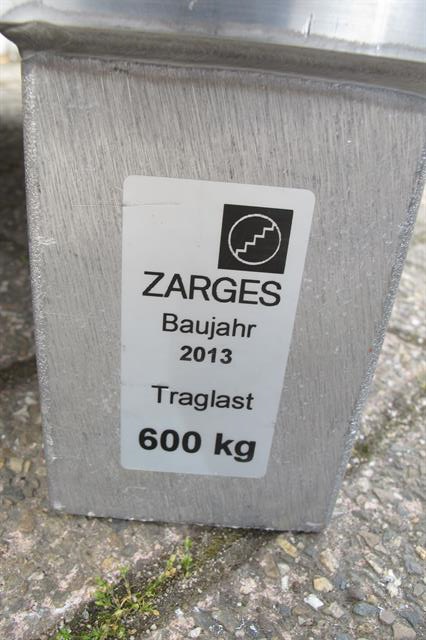 ZARGES
Baujahr
2013
Traglast
600 kg